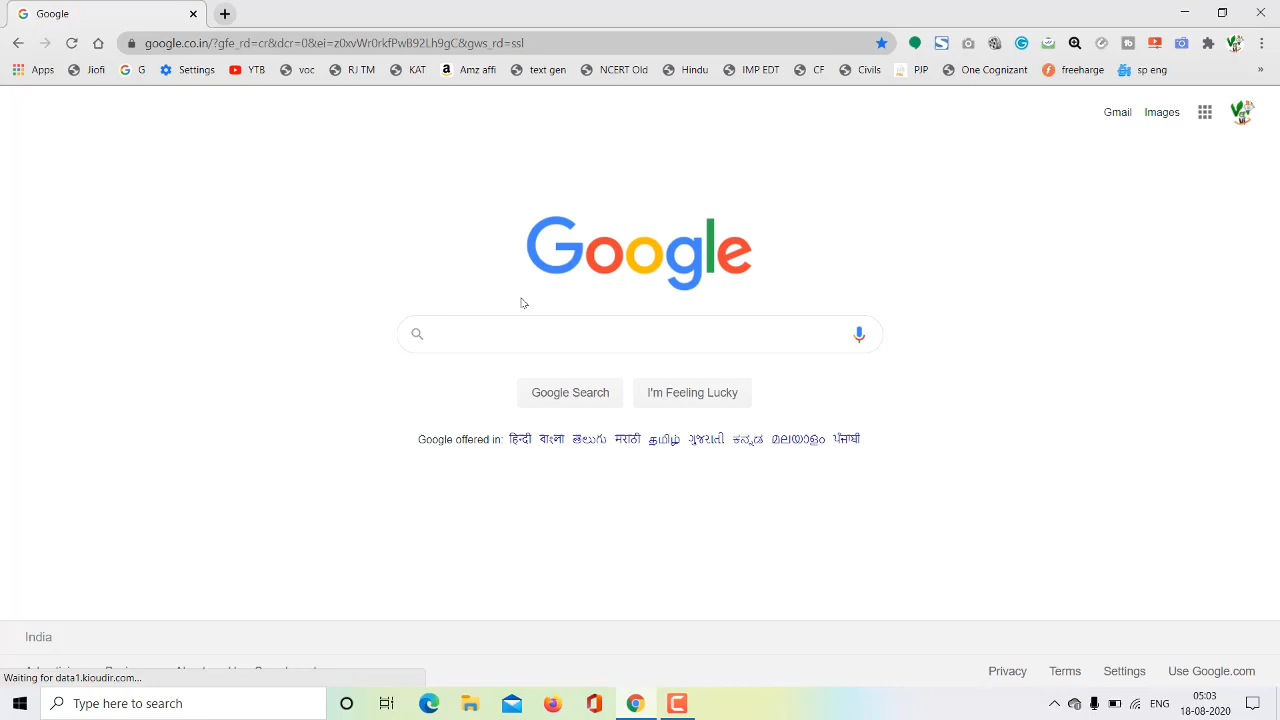 Google
google.co.in/?gfe_rd=cr&dcr=0&ei=z0xvWr0rkfPwB92Lh9gC&gws_rd=ssl
Apps Jiofi G Settings YTB voc RJ TM KAT Amz affi text gen NCERT Old Hindu IMP EDT CF Civils PJP One Cognizant freeharge sp eng »
Gmail Images
Google
Google Search I'm Feeling Lucky
Google offered in: हिन्दी বাংলা తెలుగు मराठी தமிழ் ગુજરાતી ಕನ್ನಡ മലയാളം ਪੰਜਾਬੀ
India
Privacy Terms Settings Use Google.com
Waiting for data1.kioudir.com...
Type here to search
ENG
05:03
18-08-2020